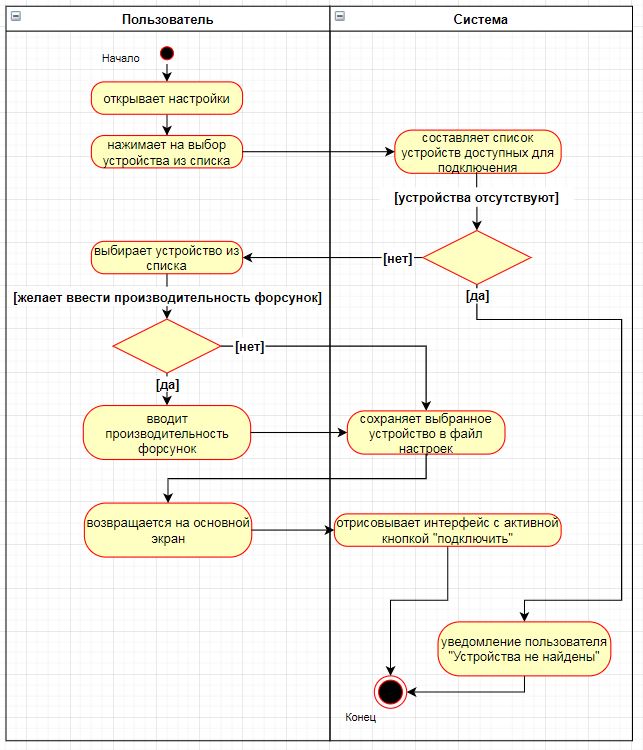 Пользователь
Система
Начало
открывает настройки
нажимает на выбор
устройства из списка
составляет список
устройств доступных для
подключения
[устройства отсутствуют]
выбирает устройство из
списка
[нет]
[да]
[желает ввести производительность форсунок]
[нет]
[да]
вводит
производительность
форсунок
сохраняет выбранное
устройство в файл
настроек
возвращается на основной
экран
отрисовывает интерфейс с активной
кнопкой "подключить"
уведомление пользователя
"Устройства не найдены"
Конец